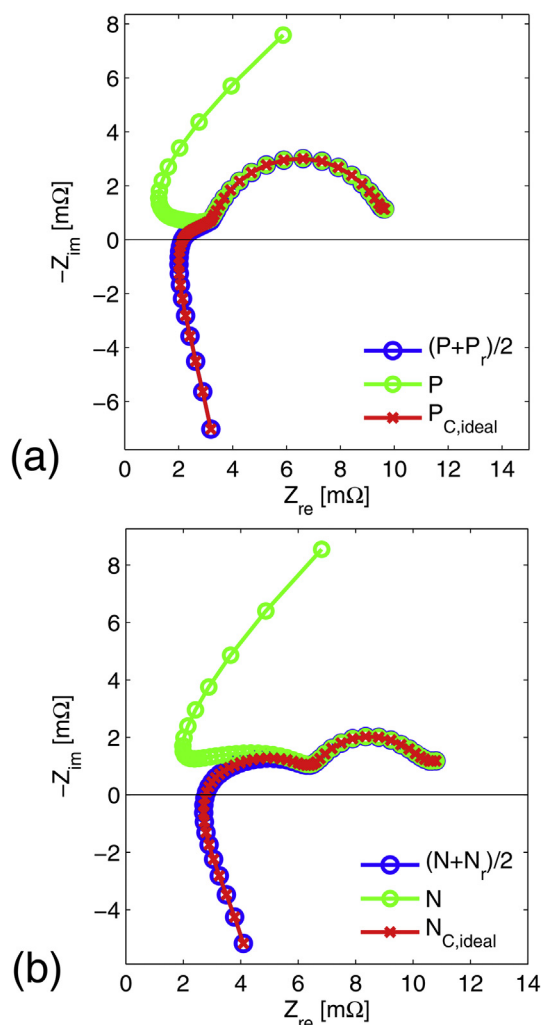 8
6
4
2
0
−2
−4
−6
−Z_im [mΩ]
(P+P_r)/2
P
P_C,ideal
0 2 4 6 8 10 12 14
Z_re [mΩ]
(a)
8
6
4
2
0
−2
−4
−Z_im [mΩ]
(N+N_r)/2
N
N_C,ideal
0 2 4 6 8 10 12 14
Z_re [mΩ]
(b)